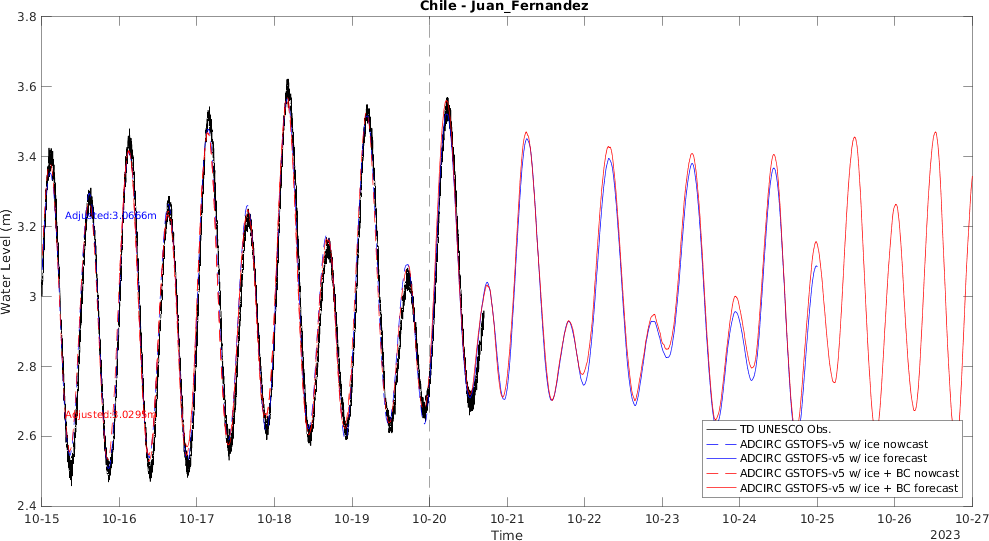 Chile - Juan_Fernandez
Water Level (m)
3.8
3.6
3.4
3.2
3
2.8
2.6
2.4
Adjusted:3.0666m
Adjusted:3.0295m
TD UNESCO Obs.
ADCIRC GSTOFS-v5 w/ ice nowcast
ADCIRC GSTOFS-v5 w/ ice forecast
ADCIRC GSTOFS-v5 w/ ice + BC nowcast
ADCIRC GSTOFS-v5 w/ ice + BC forecast
10-15 10-16 10-17 10-18 10-19 10-20 10-21 10-22 10-23 10-24 10-25 10-26 10-27
Time
2023